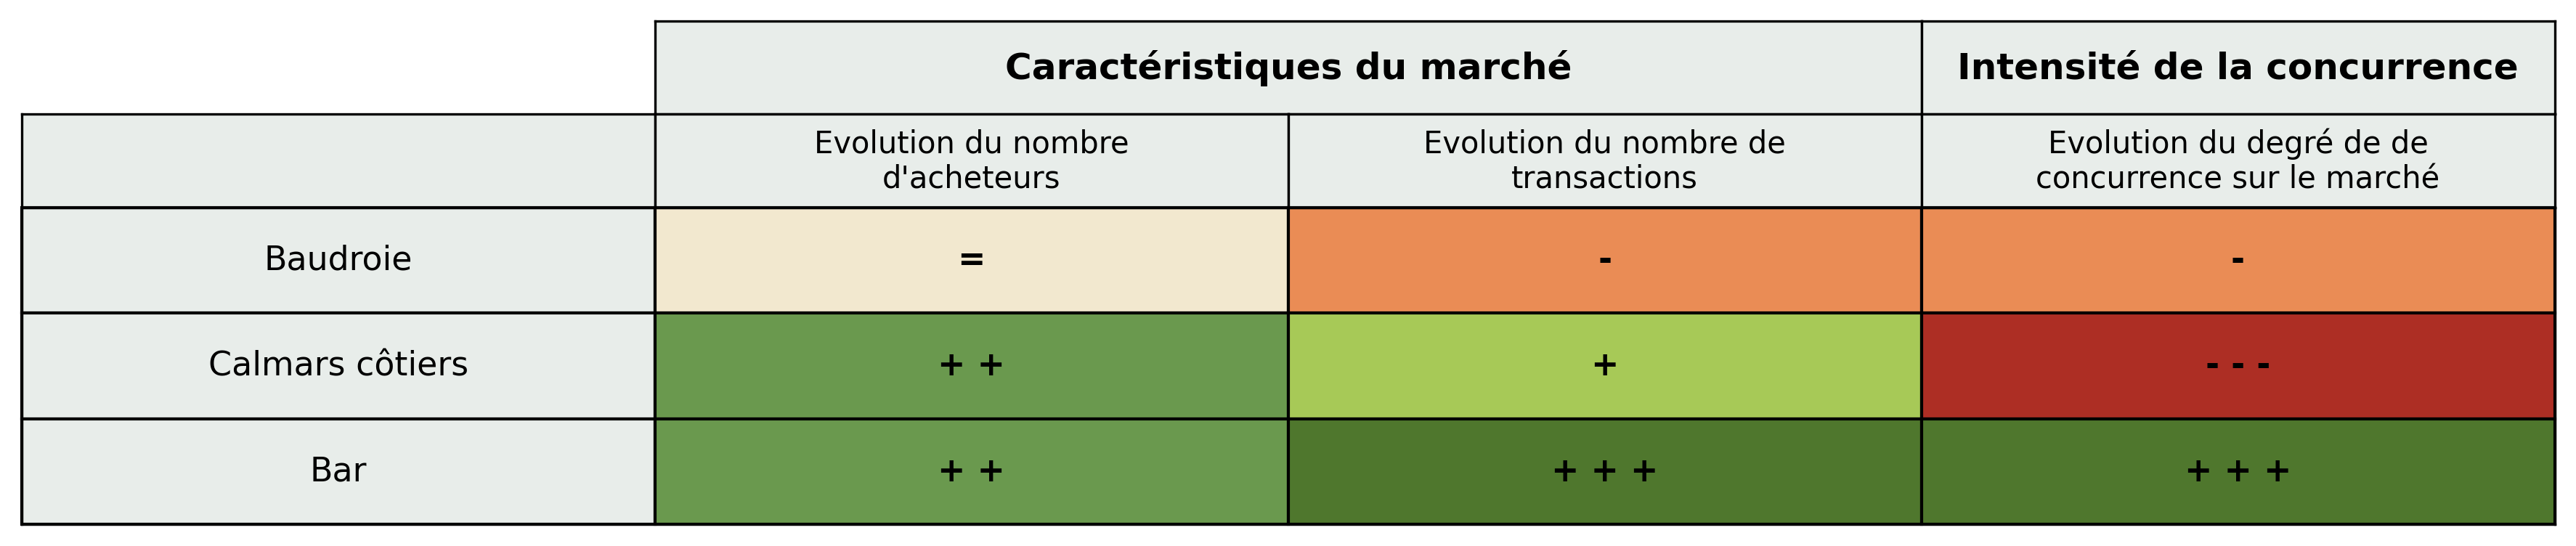 Caractéristiques du marché
Intensité de la concurrence
Evolution du nombre
d'acheteurs
Evolution du nombre de
transactions
Evolution du degré de de
concurrence sur le marché
Baudroie
=
-
-
Calmars côtiers
+ +
+
- - -
Bar
+ +
+ + +
+ + +